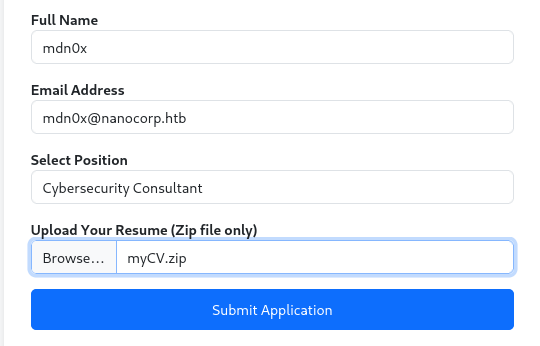 Full Name
mdn0x
Email Address
mdn0x@nanocorp.htb
Select Position
Cybersecurity Consultant
Upload Your Resume (Zip file only)
Browse... myCV.zip
Submit Application